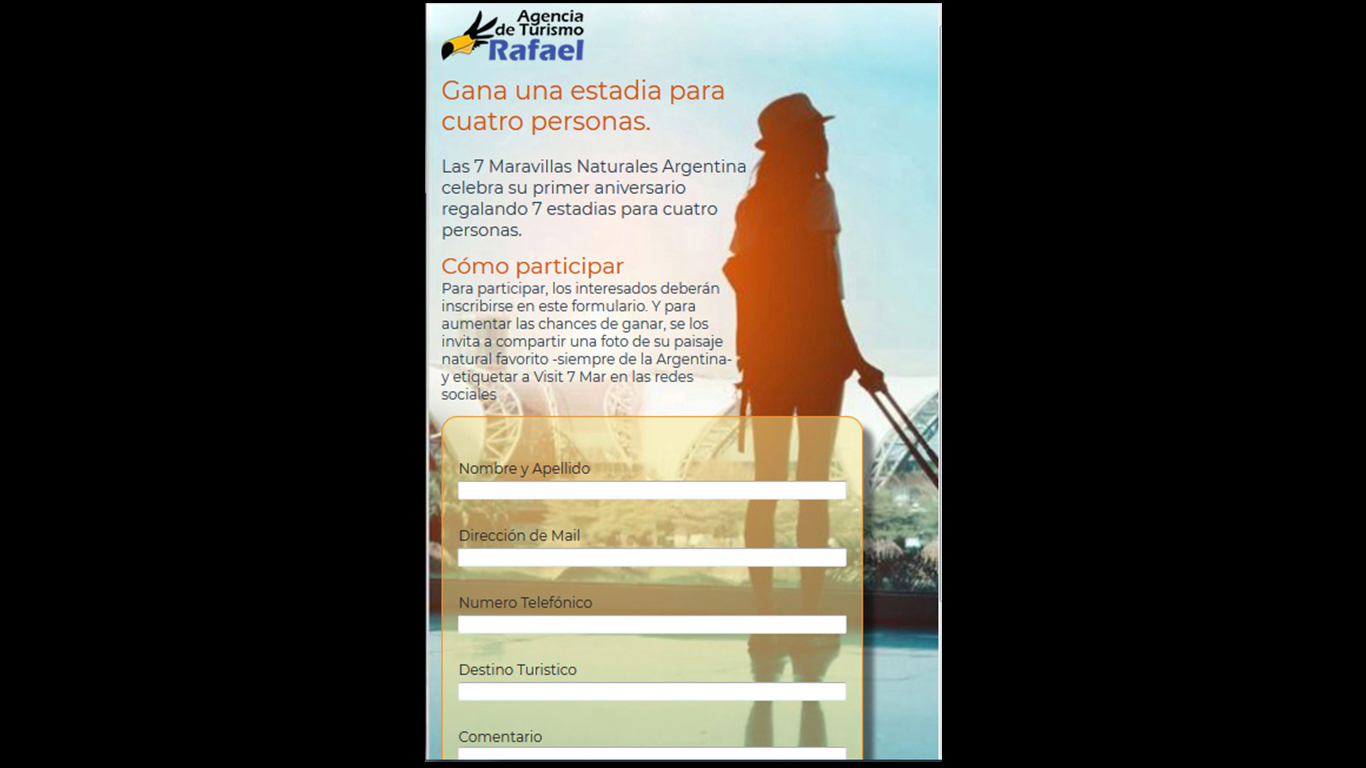 Agencia
de Turismo
Rafael
Gana una estadia para
cuatro personas.
Las 7 Maravillas Naturales Argentina
celebra su primer aniversario
regalando 7 estadias para cuatro
personas.
Cómo participar
Para participar, los interesados deberán
inscribirse en este formulario. Y para
aumentar las chances de ganar, se los
invita a compartir una foto de su paisaje
natural favorito -siempre de la Argentina-
y etiquetar a Visit 7 Mar en las redes
sociales
Nombre y Apellido
Dirección de Mail
Numero Telefónico
Destino Turistico
Comentario